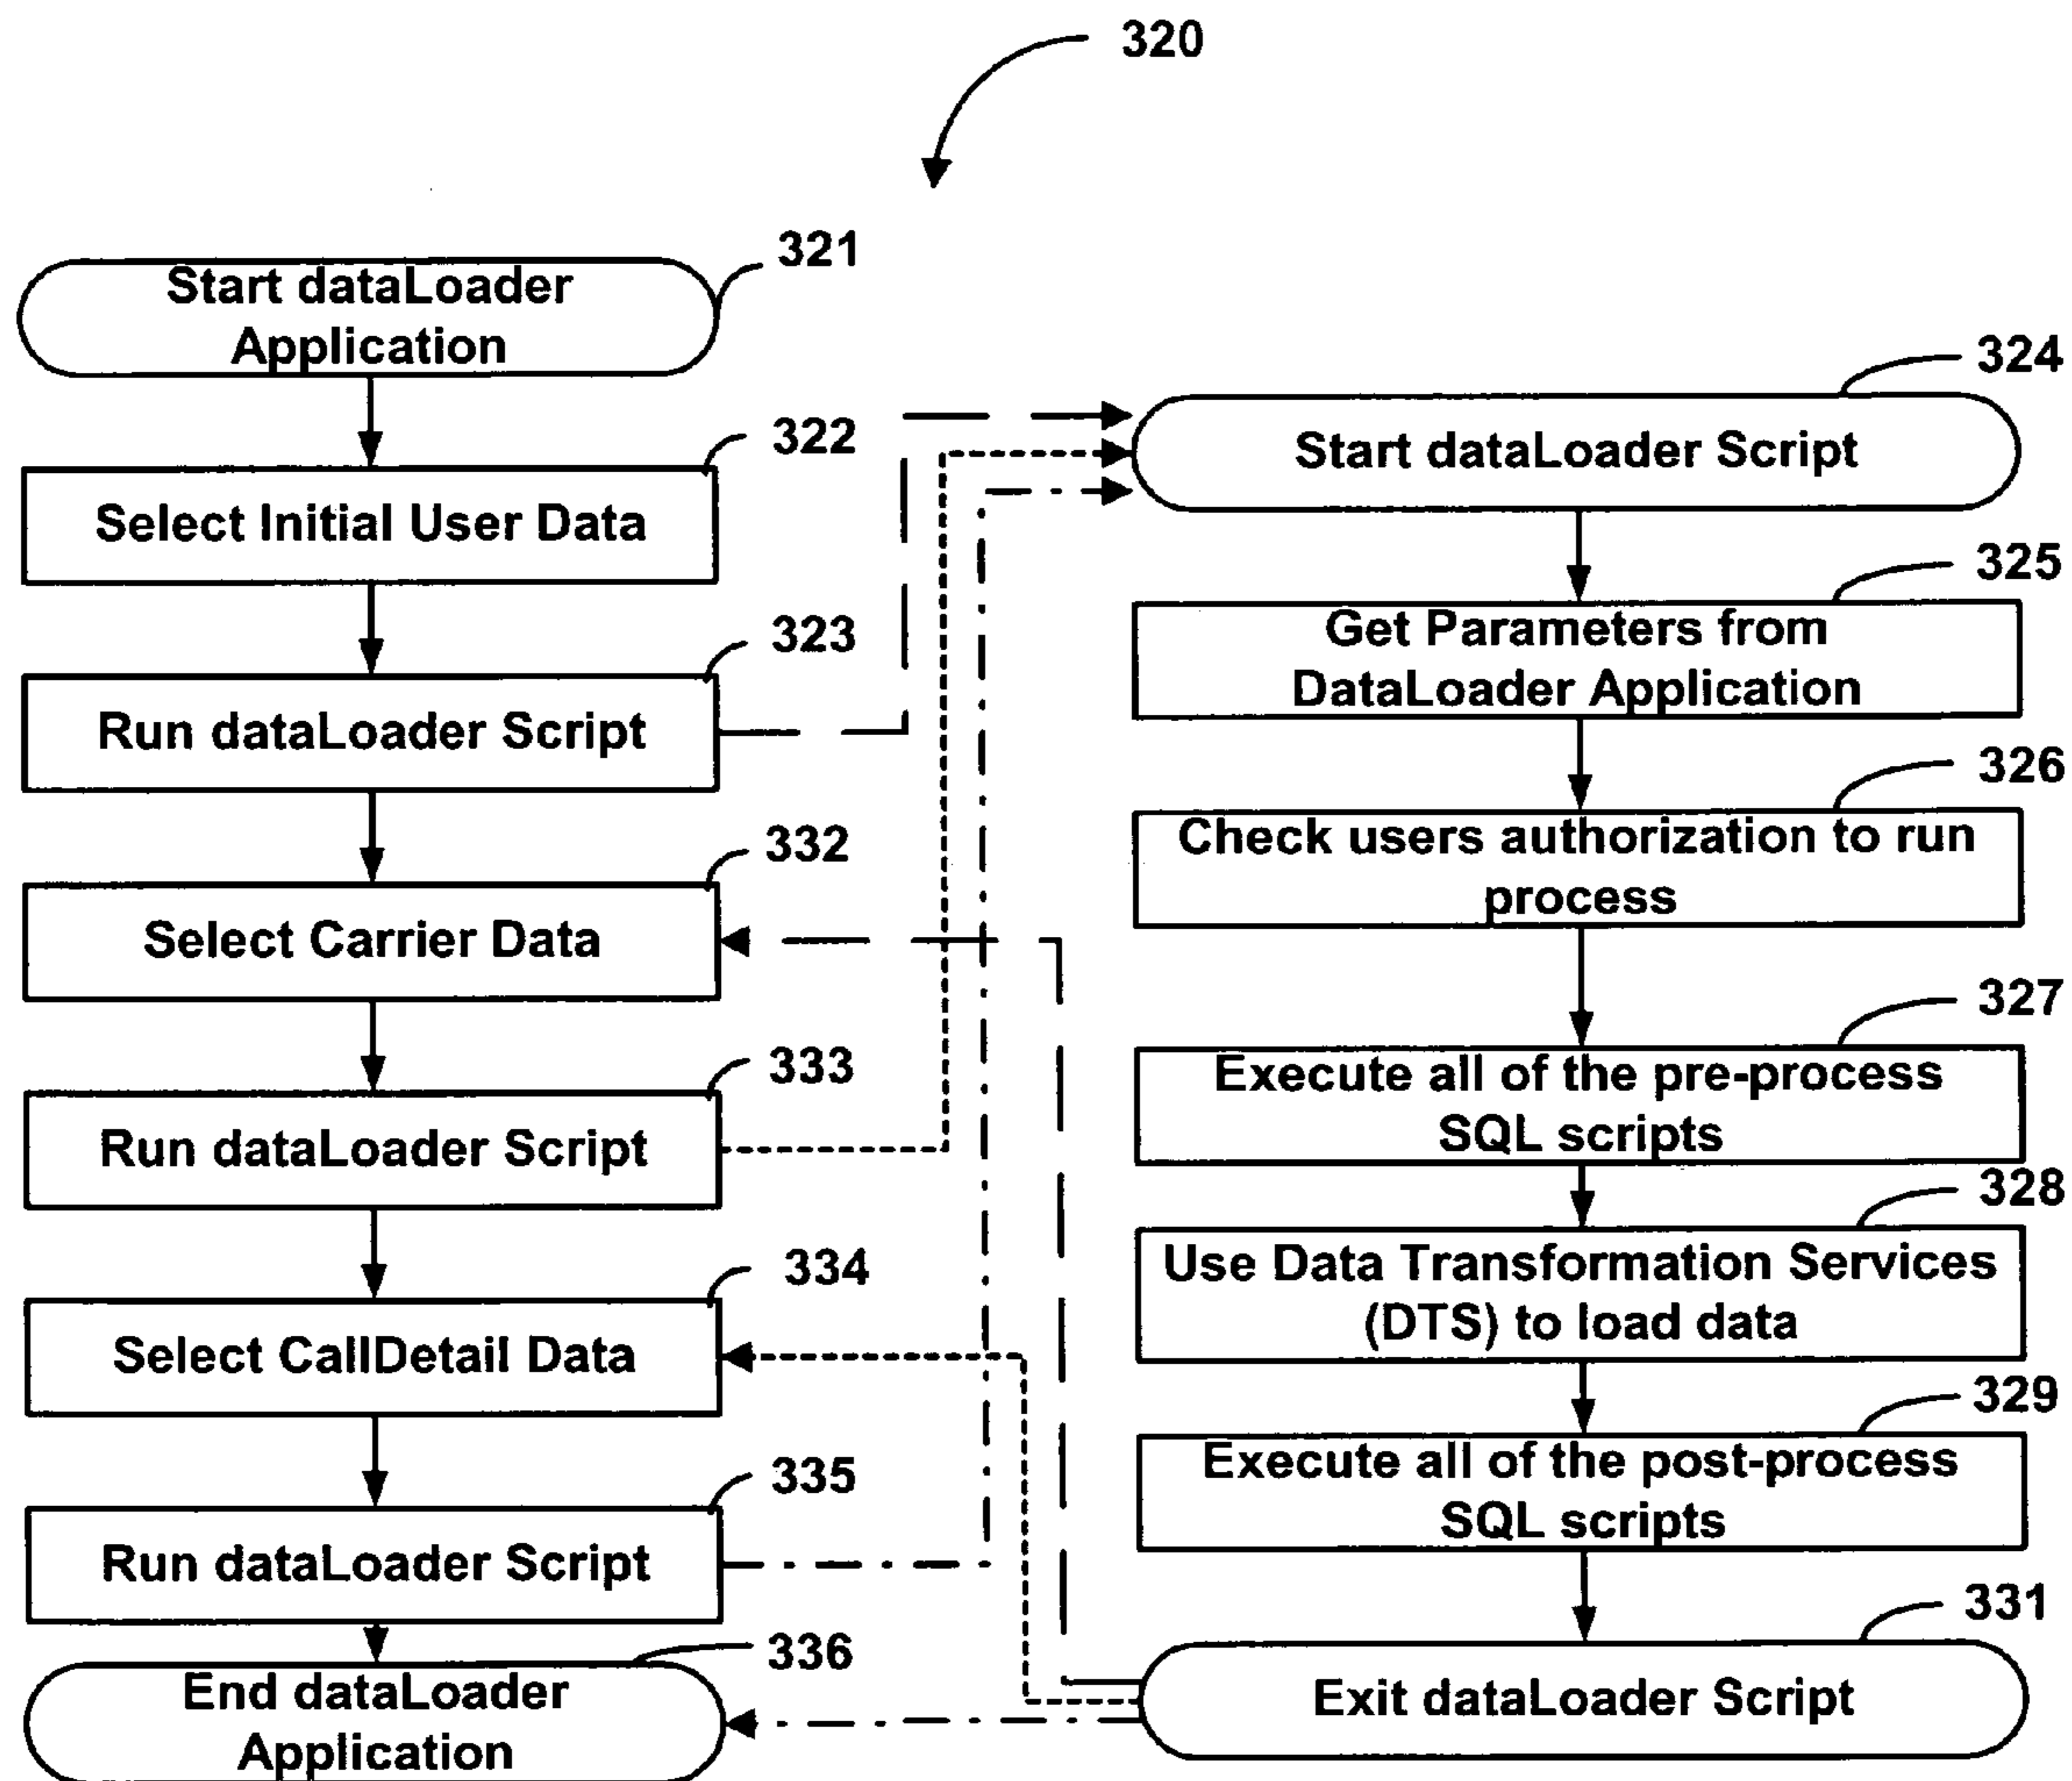 320
321
Start dataLoader
Application
322
Select Initial User Data
323
Run dataLoader Script
332
Select Carrier Data
333
Run dataLoader Script
334
Select CallDetail Data
335
Run dataLoader Script
336
End dataLoader
Application
324
Start dataLoader Script
325
Get Parameters from
DataLoader Application
326
Check users authorization to run
process
327
Execute all of the pre-process
SQL scripts
328
Use Data Transformation Services
(DTS) to load data
329
Execute all of the post-process
SQL scripts
331
Exit dataLoader Script